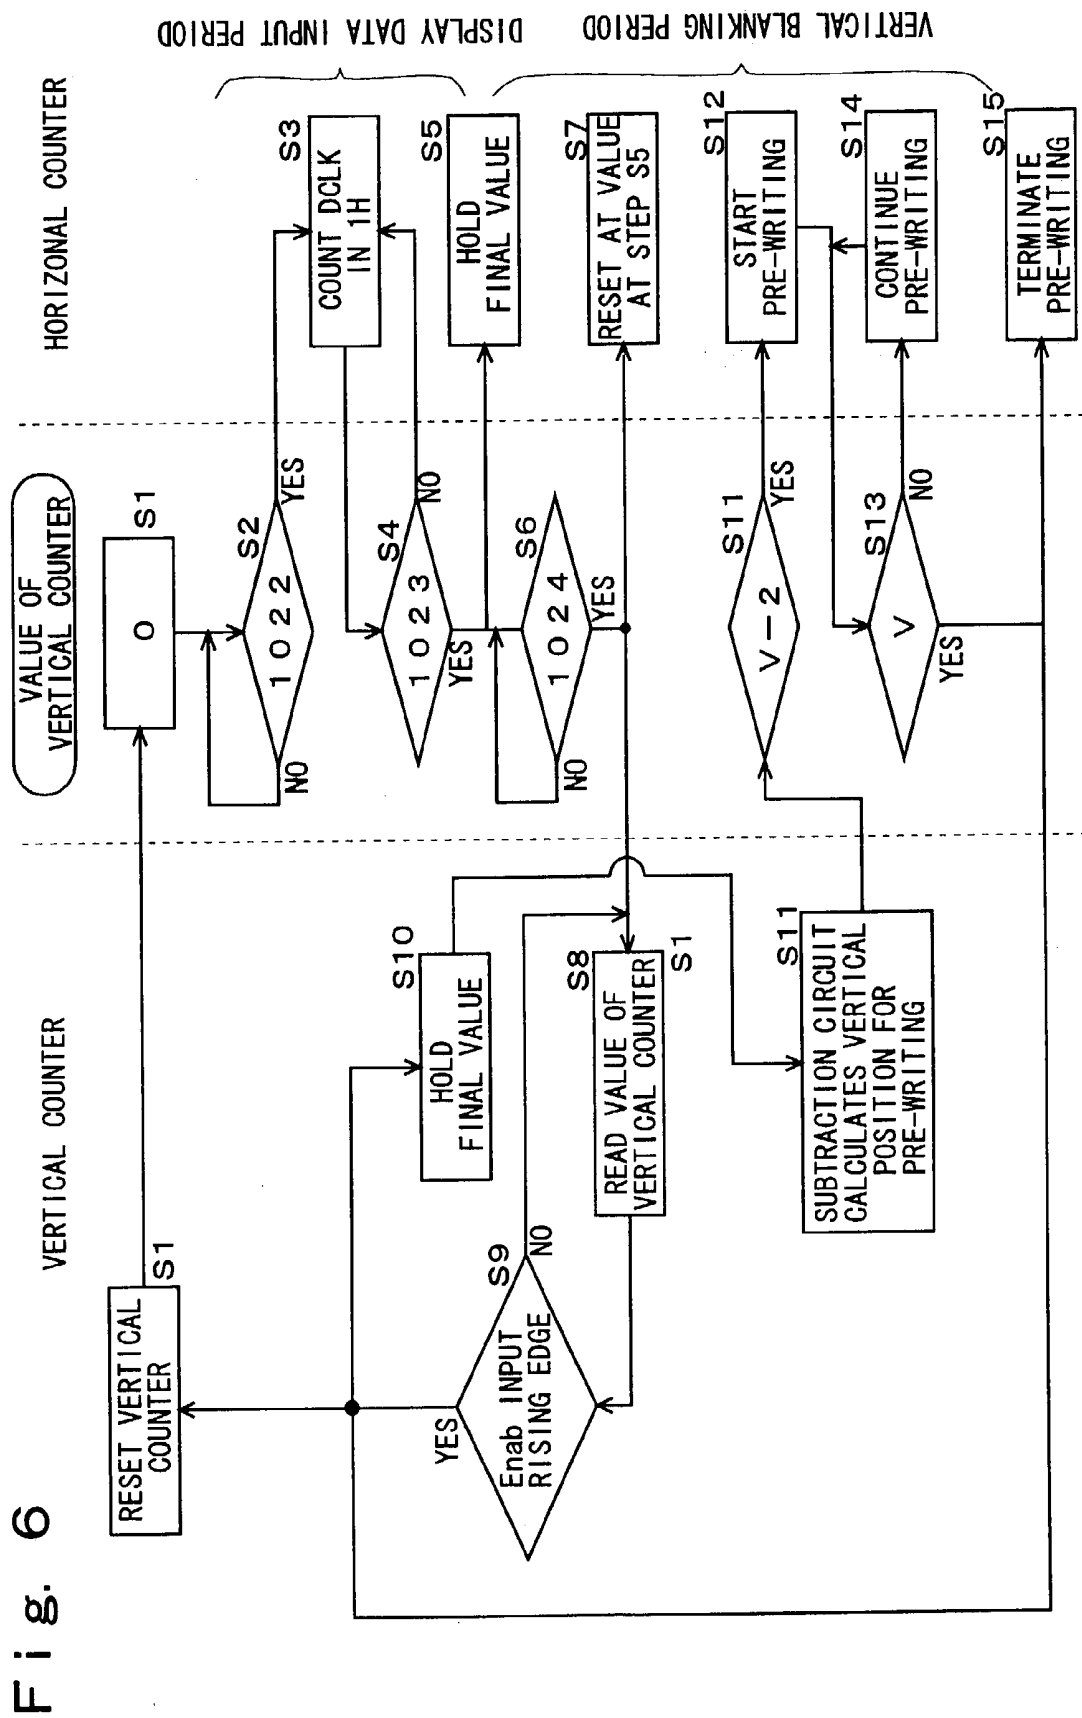 Fig. 6
VERTICAL COUNTER
VALUE OF
VERTICAL COUNTER
HORIZONAL COUNTER
RESET VERTICAL
COUNTER
S1
0
S1
S2
1022
NO
YES
S3
COUNT DCLK
IN 1H
S4
1023
YES
NO
S5
HOLD
FINAL VALUE
DISPLAY DATA INPUT PERIOD
S6
1024
NO
YES
S7
RESET AT VALUE
AT STEP S5
S8
READ VALUE OF
VERTICAL COUNTER
S1
S9
Enab INPUT
RISING EDGE
YES
NO
S10
HOLD
FINAL VALUE
S11
SUBTRACTION CIRCUIT
CALCULATES VERTICAL
POSITION FOR
PRE-WRITING
S11
V-2
YES
S12
START
PRE-WRITING
S13
V
YES
NO
S14
CONTINUE
PRE-WRITING
S15
TERMINATE
PRE-WRITING
VERTICAL BLANKING PERIOD